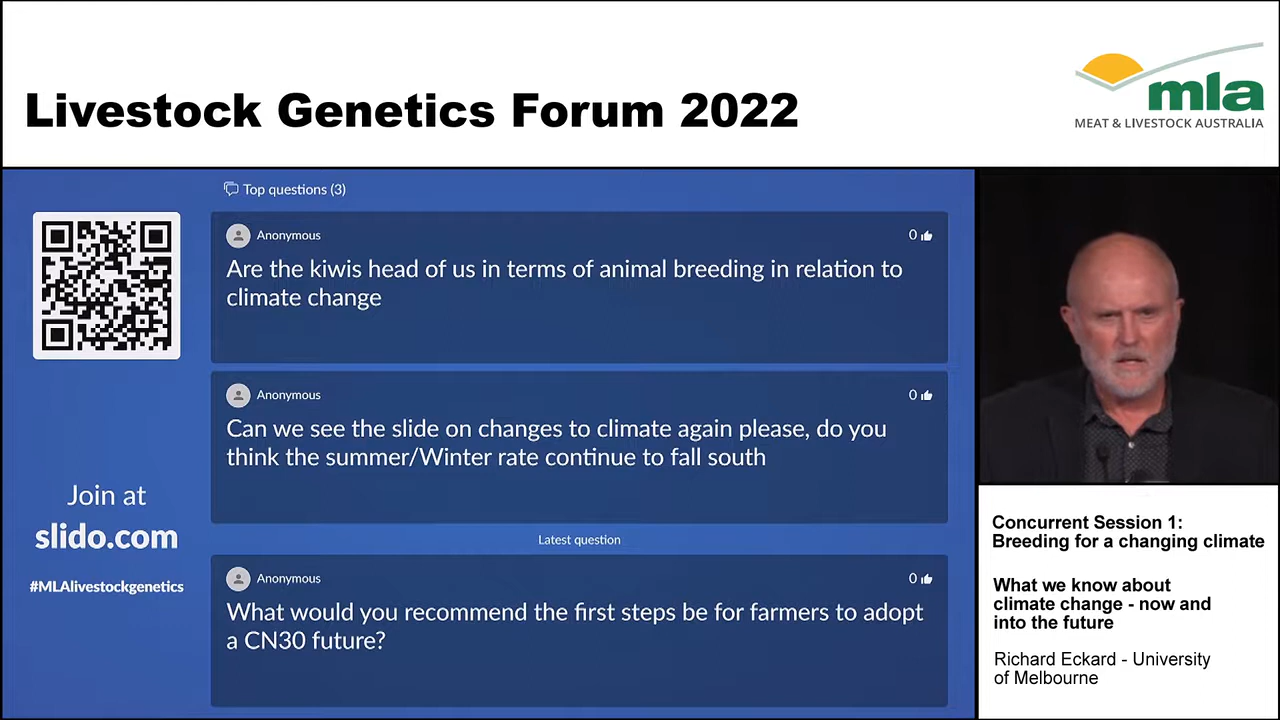 Livestock Genetics Forum 2022
mla
MEAT & LIVESTOCK AUSTRALIA
Top questions (3)
Anonymous
0
Are the kiwis head of us in terms of animal breeding in relation to
climate change
Anonymous
0
Can we see the slide on changes to climate again please, do you
think the summer/Winter rate continue to fall south
Latest question
Anonymous
0
What would you recommend the first steps be for farmers to adopt
a CN30 future?
Join at
slido.com
#MLAlivestockgenetics
Concurrent Session 1:
Breeding for a changing climate
What we know about
climate change - now and
into the future
Richard Eckard - University
of Melbourne